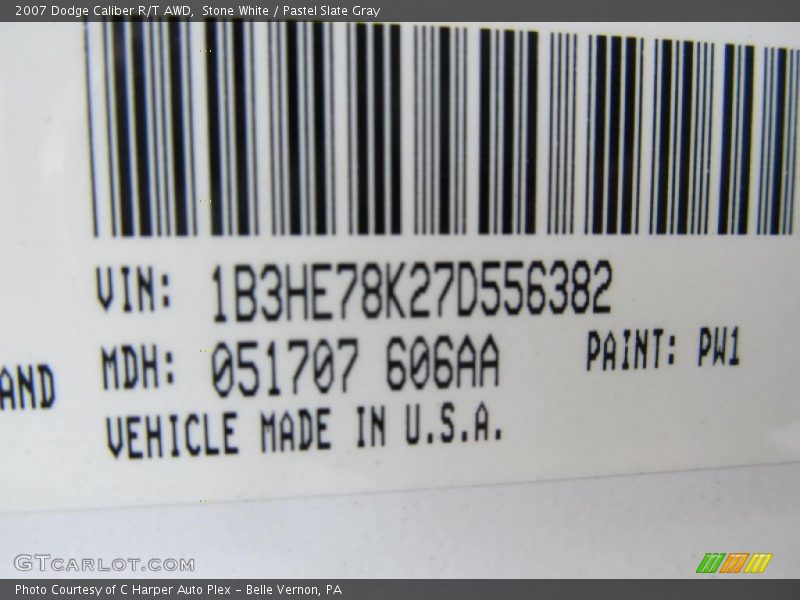 2007 Dodge Caliber R/T AWD, Stone White / Pastel Slate Gray
VIN: 1B3HE78K27D556382
MDH: 051707 606AA
PAINT: PW1
AND
VEHICLE MADE IN U.S.A.
GTCARLOT.COM
Photo Courtesy of C Harper Auto Plex - Belle Vernon, PA